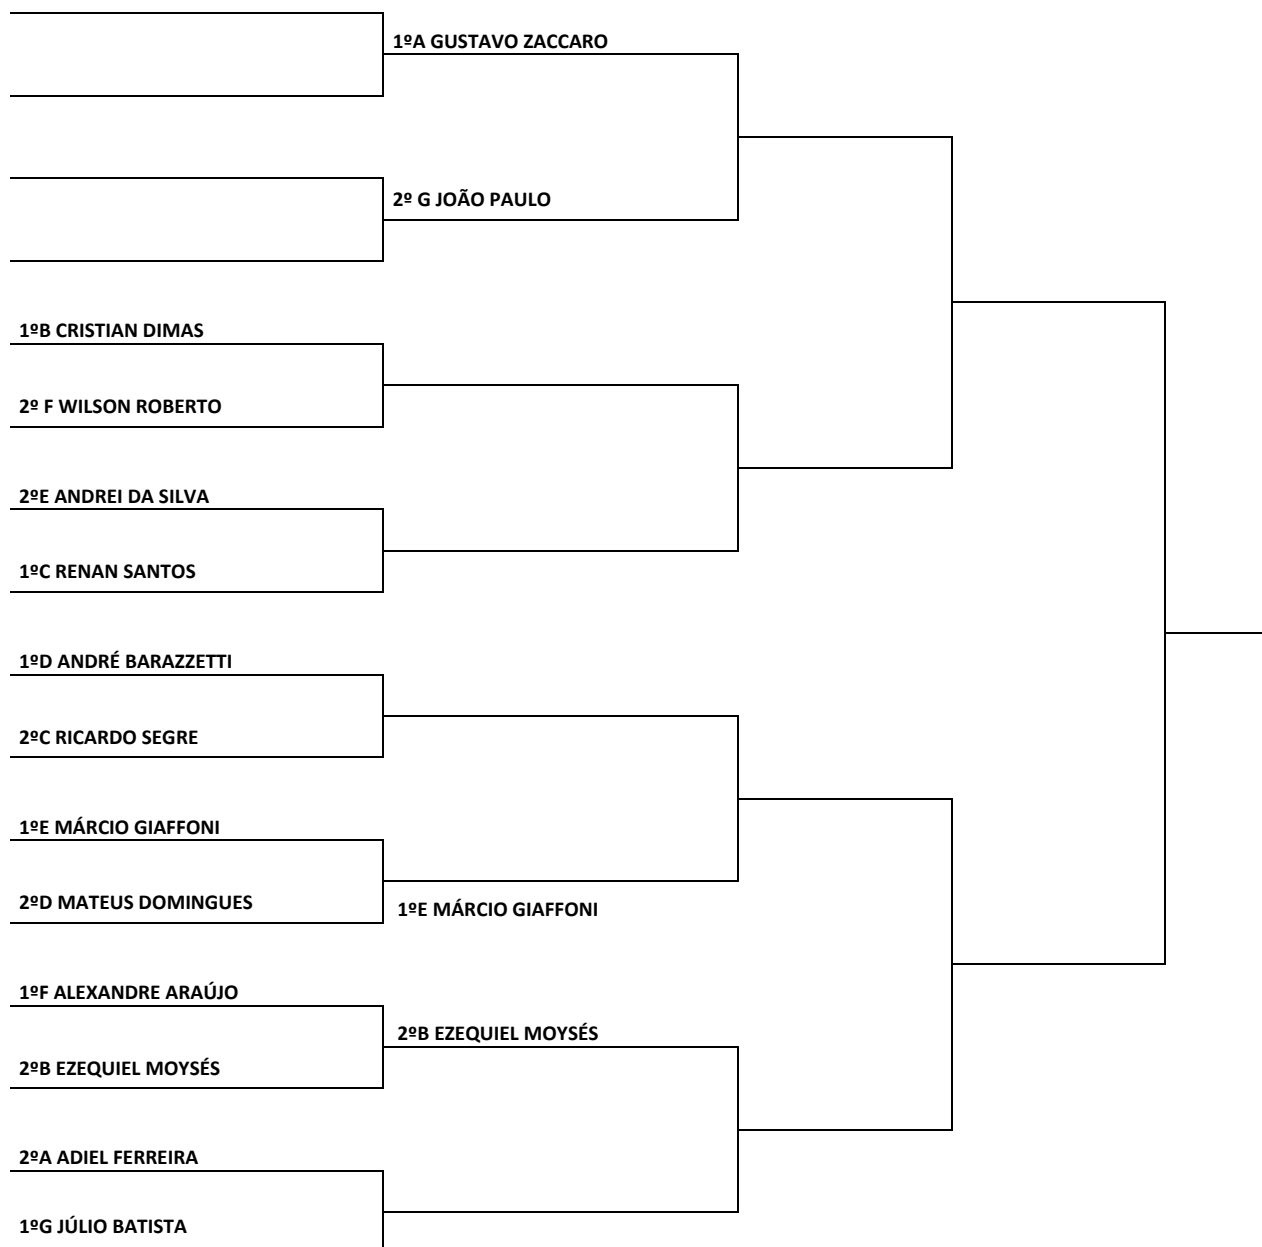 1ºA GUSTAVO ZACCARO
2º G JOÃO PAULO
1ºB CRISTIAN DIMAS
2º F WILSON ROBERTO
2ºE ANDREI DA SILVA
1ºC RENAN SANTOS
1ºD ANDRÉ BARAZZETTI
2ºC RICARDO SEGRE
1ºE MÁRCIO GIAFFONI
2ºD MATEUS DOMINGUES
1ºE MÁRCIO GIAFFONI
1ºF ALEXANDRE ARAÚJO
2ºB EZEQUIEL MOYSÉS
2ºB EZEQUIEL MOYSÉS
2ºA ADIEL FERREIRA
1ºG JÚLIO BATISTA